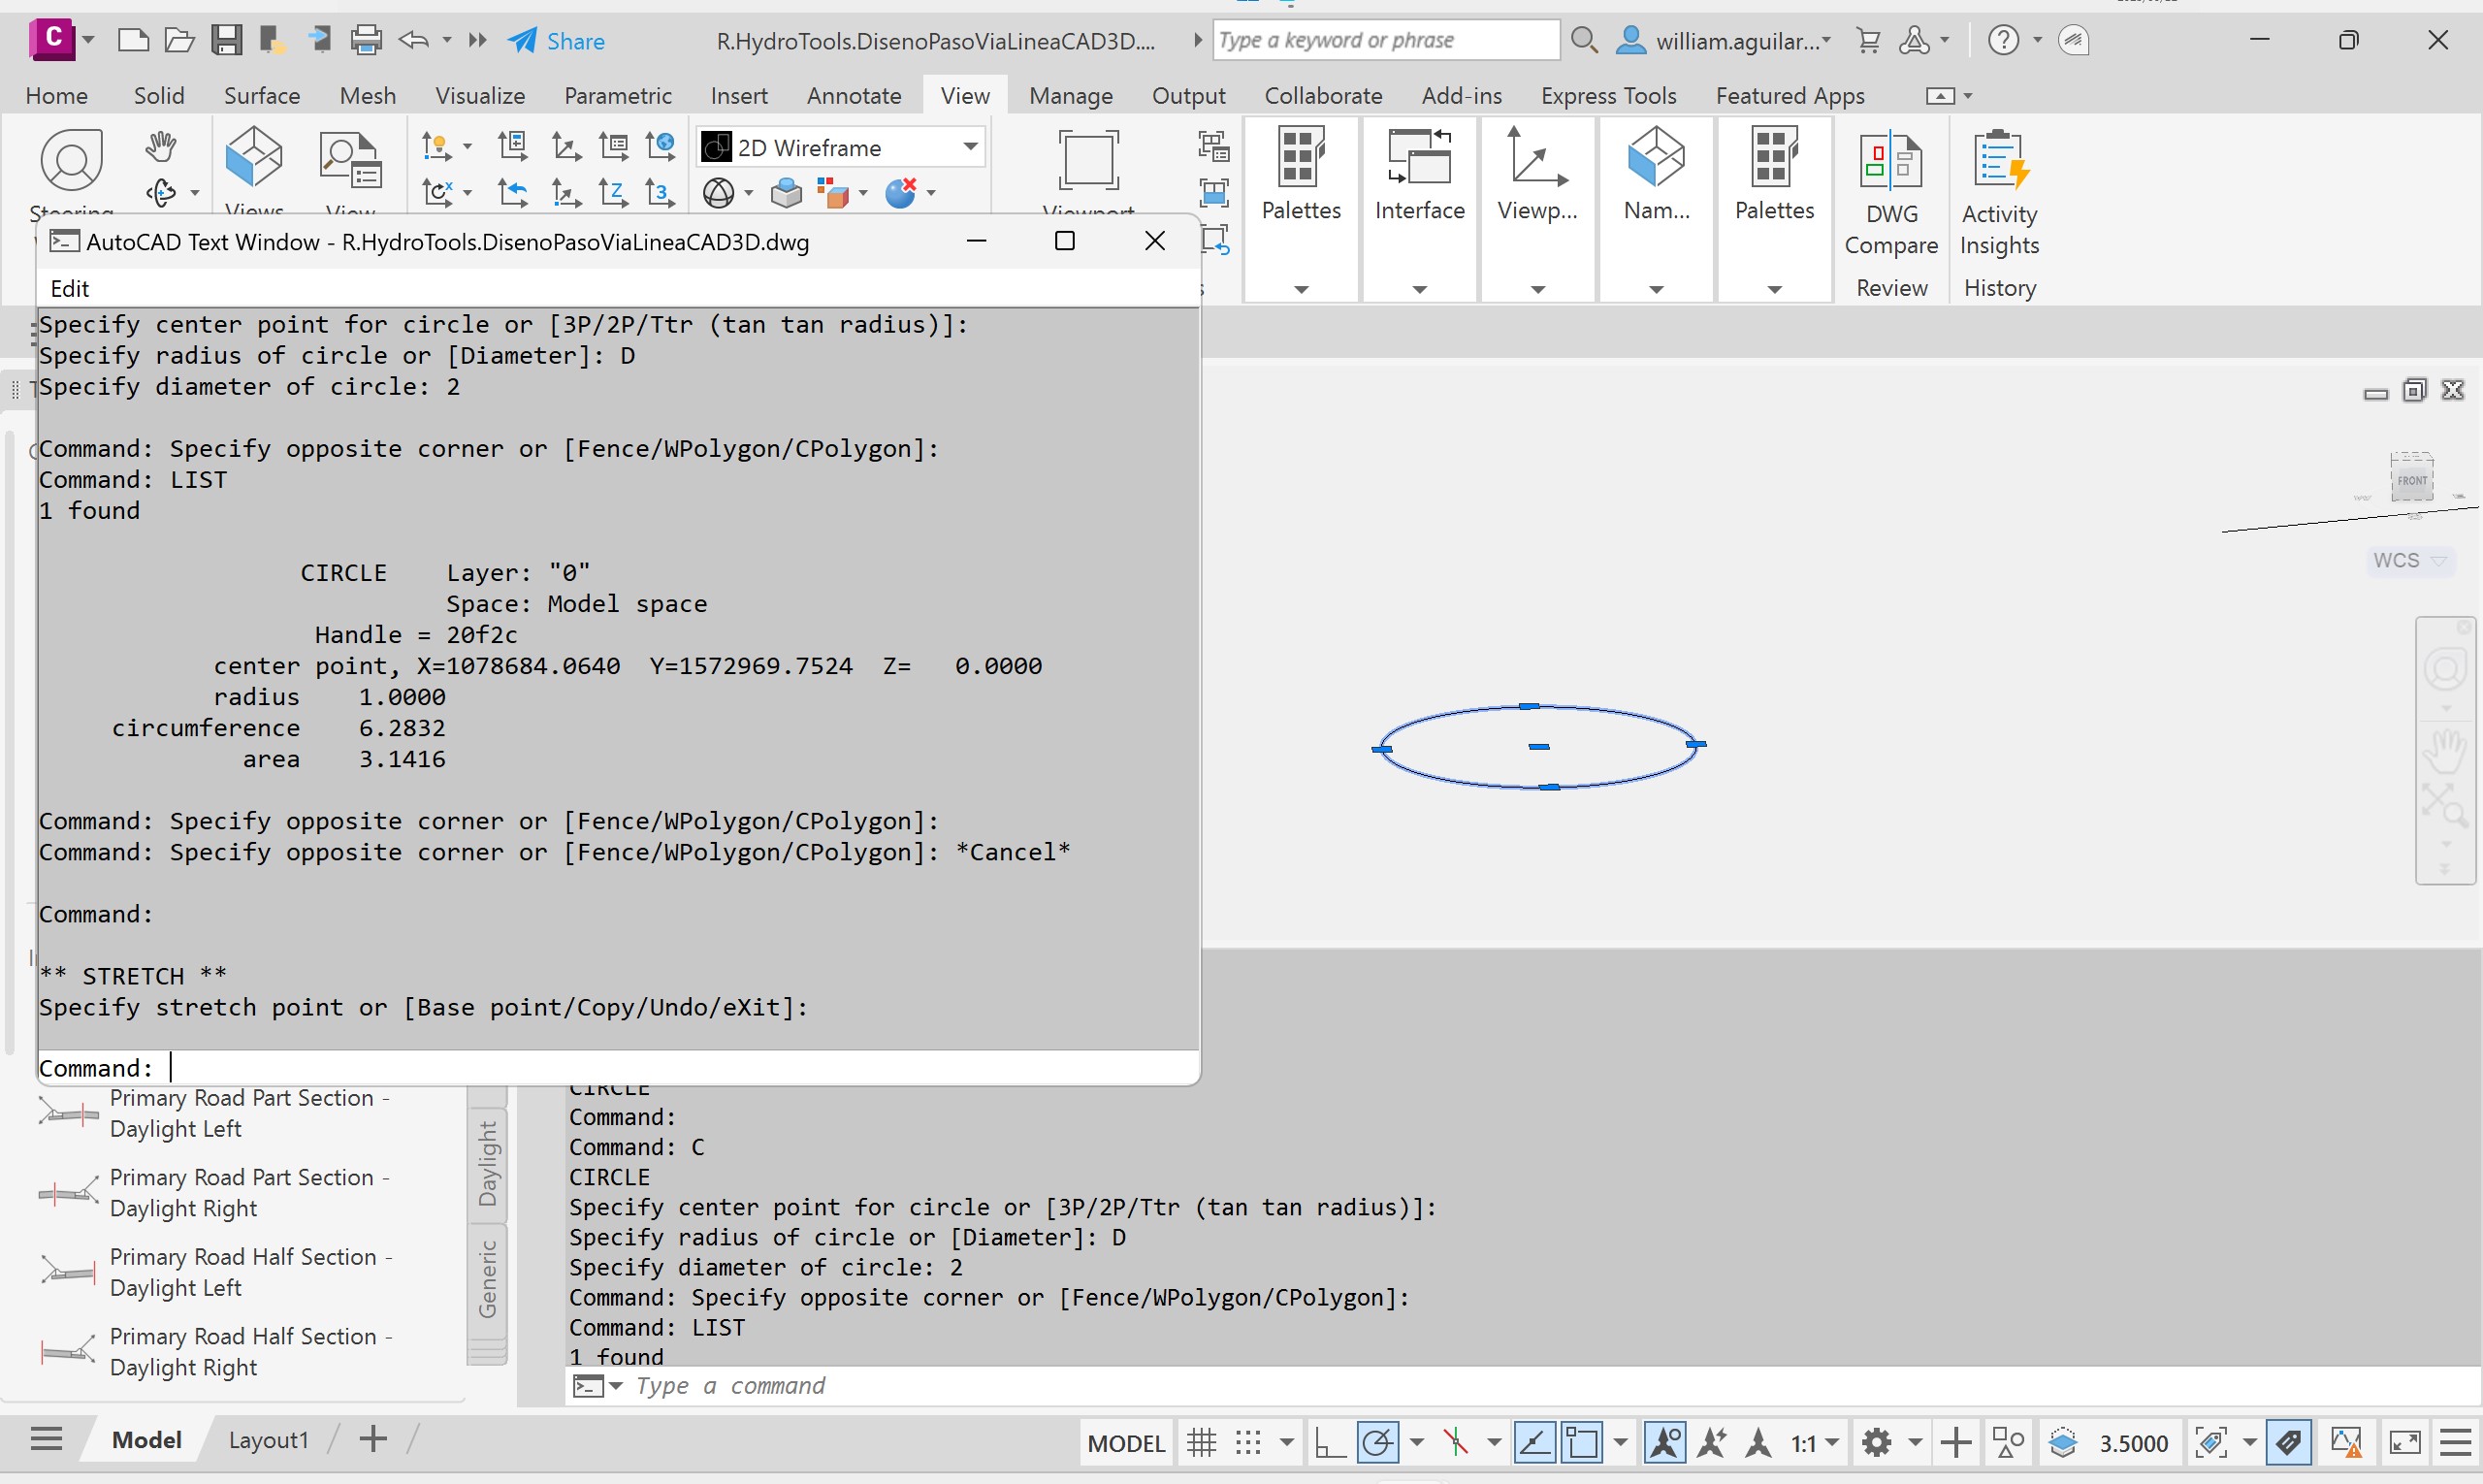 C
Share
R.HydroTools.DisenoPasoViaLineaCAD3D....
Type a keyword or phrase
william.aguilar...
Home Solid Surface Mesh Visualize Parametric Insert Annotate View Manage Output Collaborate Add-ins Express Tools Featured Apps
2D Wireframe
Steering
Views
View
Viewport
Palettes
Interface
Viewp...
Nam...
Palettes
DWG
Compare
Activity
Insights
Review
History
AutoCAD Text Window - R.HydroTools.DisenoPasoViaLineaCAD3D.dwg
Edit
Specify center point for circle or [3P/2P/Ttr (tan tan radius)]:
Specify radius of circle or [Diameter]: D
Specify diameter of circle: 2
Command: Specify opposite corner or [Fence/WPolygon/CPolygon]:
Command: LIST
1 found
CIRCLE Layer: "0"
Space: Model space
Handle = 20f2c
center point, X=1078684.0640 Y=1572969.7524 Z= 0.0000
radius 1.0000
circumference 6.2832
area 3.1416
Command: Specify opposite corner or [Fence/WPolygon/CPolygon]:
Command: Specify opposite corner or [Fence/WPolygon/CPolygon]: *Cancel*
Command:
** STRETCH **
Specify stretch point or [Base point/Copy/Undo/eXit]:
Command:
FRONT
WCS
Primary Road Part Section -
Daylight Left
Primary Road Part Section -
Daylight Right
Primary Road Half Section -
Daylight Left
Primary Road Half Section -
Daylight Right
Daylight
Generic
CIRCLE
Command:
Command: C
CIRCLE
Specify center point for circle or [3P/2P/Ttr (tan tan radius)]:
Specify radius of circle or [Diameter]: D
Specify diameter of circle: 2
Command: Specify opposite corner or [Fence/WPolygon/CPolygon]:
Command: LIST
1 found
Type a command
Model
Layout1
MODEL
1:1
3.5000